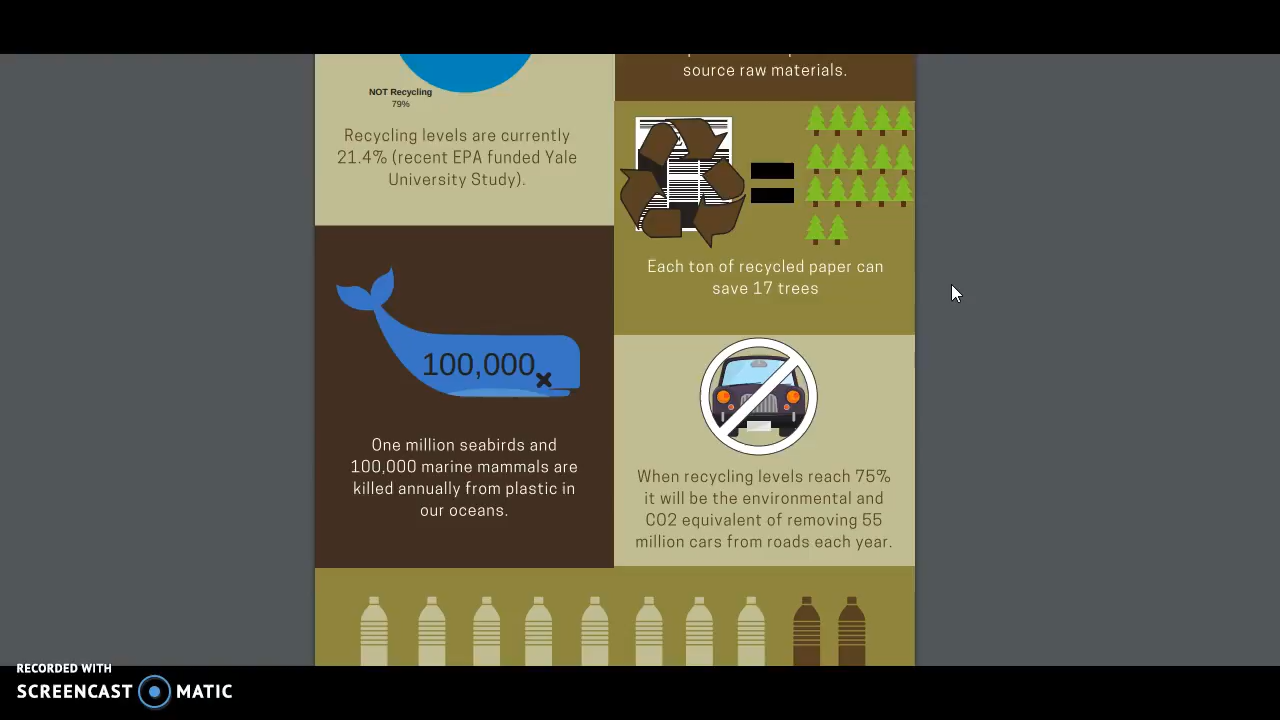 NOT Recycling
79%
Recycling levels are currently
21.4% (recent EPA funded Yale
University Study).
source raw materials.
Each ton of recycled paper can
save 17 trees
100,000
One million seabirds and
100,000 marine mammals are
killed annually from plastic in
our oceans.
When recycling levels reach 75%
it will be the environmental and
CO2 equivalent of removing 55
million cars from roads each year.
RECORDED WITH
SCREENCAST MATIC